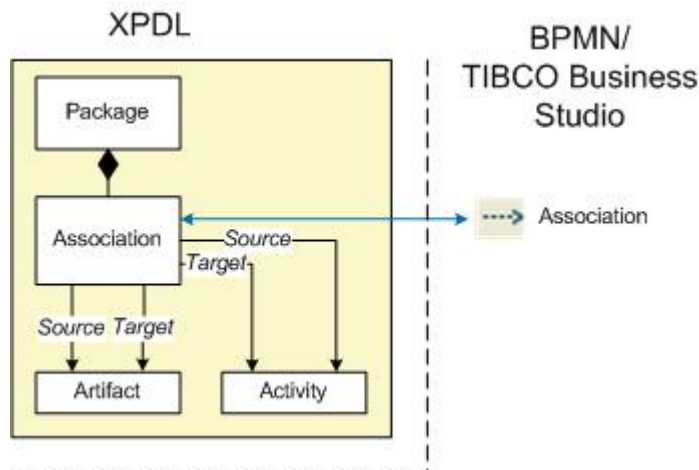 XPDL
BPMN/
TIBCO Business
Studio
Package
Association
Source
Target
Association
Source Target
Artifact
Activity